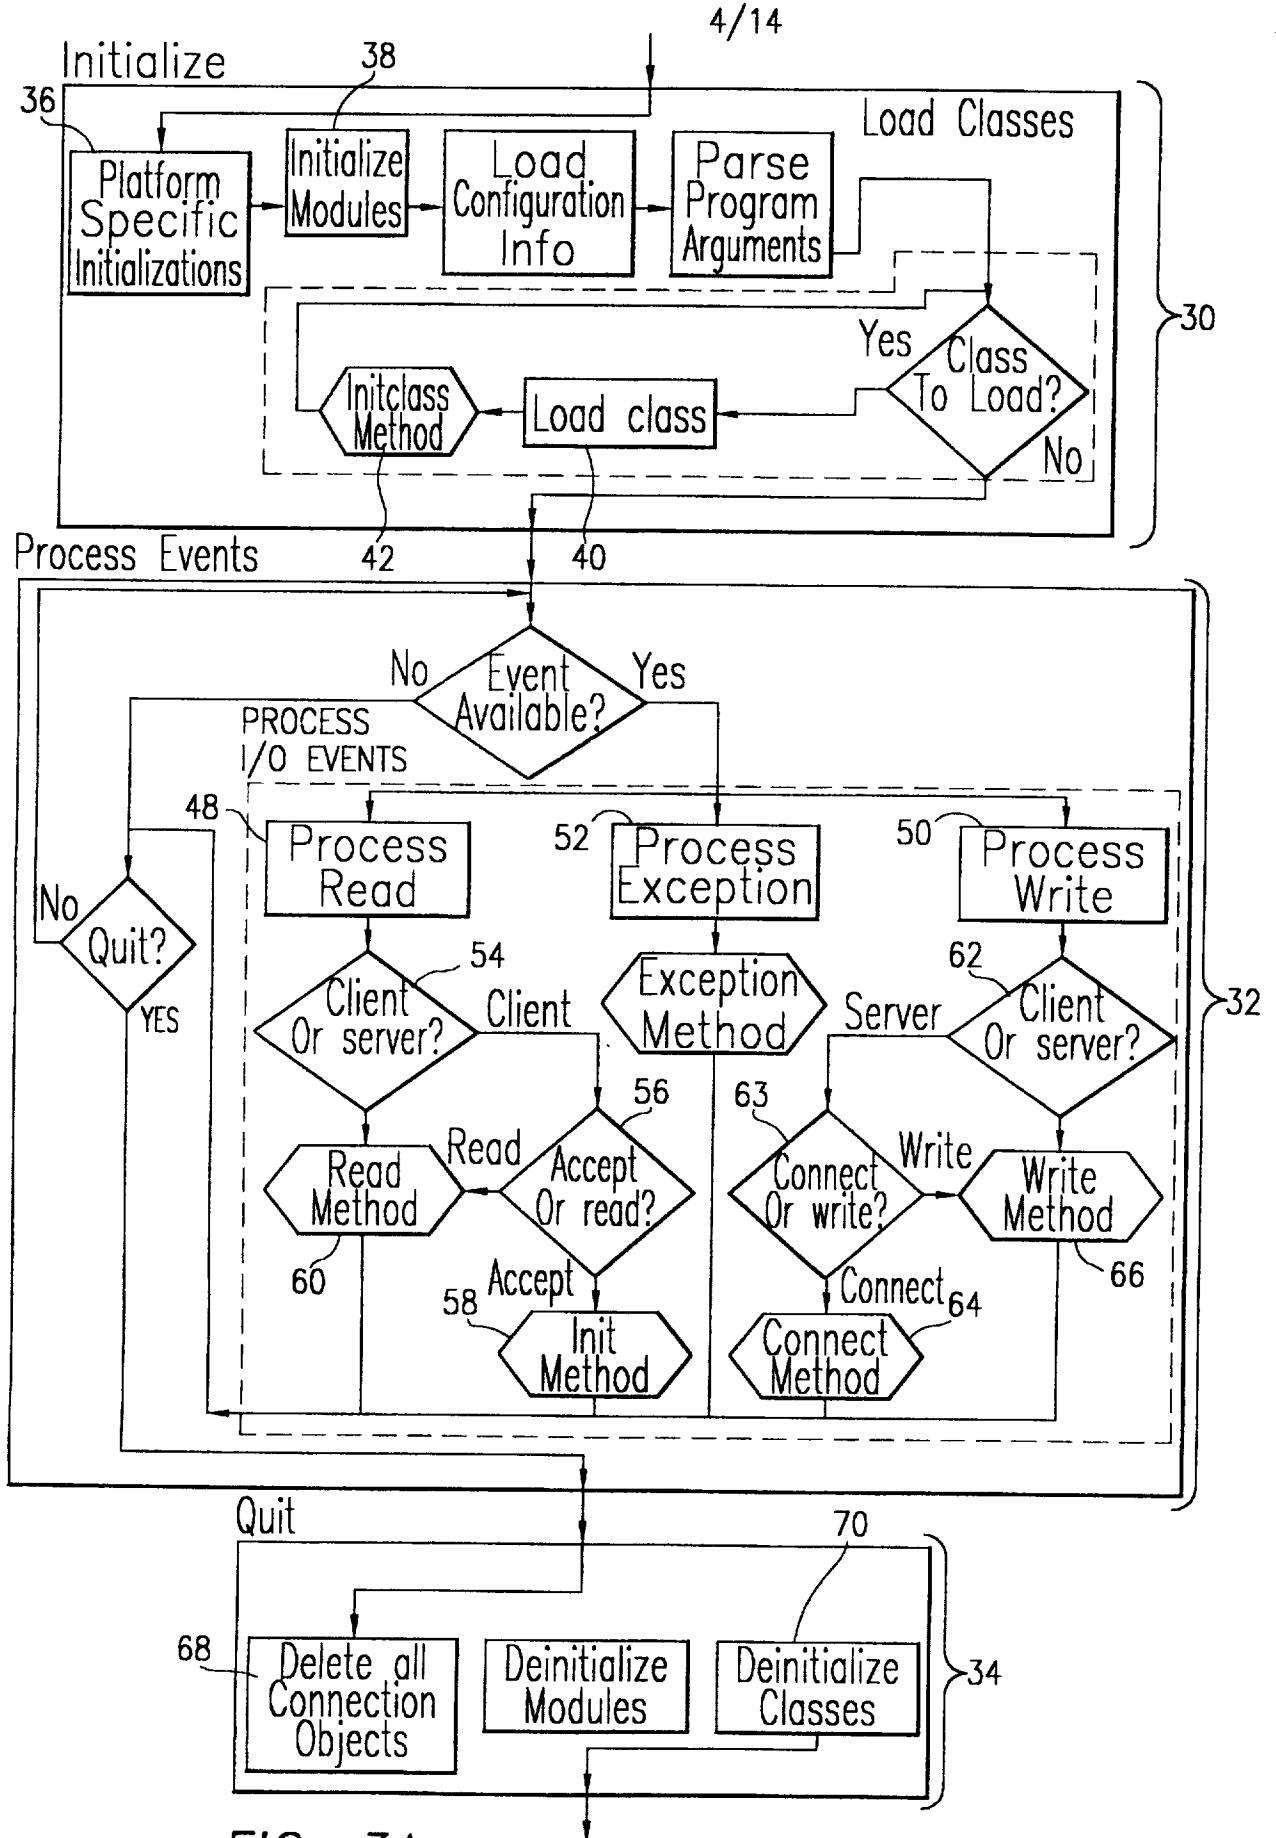 4/14
Initialize
38
36
Load Classes
Platform
Specific
Initializations
Initialize
Modules
Load
Configuration
Info
Parse
Program
Arguments
30
Yes
Class
To Load?
No
Initclass
Method
Load class
42
40
Process Events
No
Event
Available?
Yes
PROCESS
I/O EVENTS
48
Process
Read
52
Process
Exception
50
Process
Write
No
Quit?
YES
54
Client
Or server?
Client
Exception
Method
62
Server
Client
Or server?
32
56
63
Read
Method
Read
Accept
Or read?
Connect
Or write?
Write
Write
Method
60
Accept
66
58
Init
Method
Connect
64
Connect
Method
Quit
70
68
Delete all
Connection
Objects
Deinitialize
Modules
Deinitialize
Classes
34